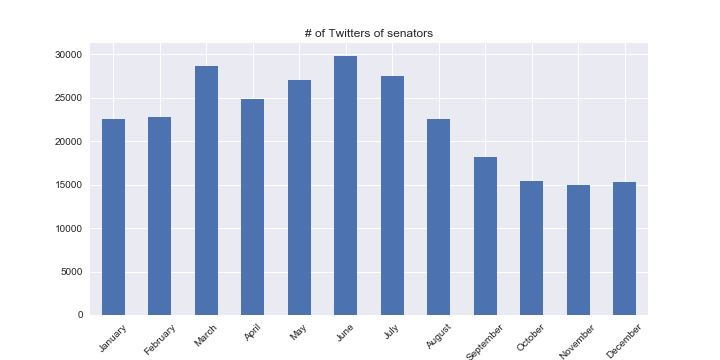 # of Twitters of senators
30000
25000
20000
15000
10000
5000
0
January
February
March
April
May
June
July
August
September
October
November
December